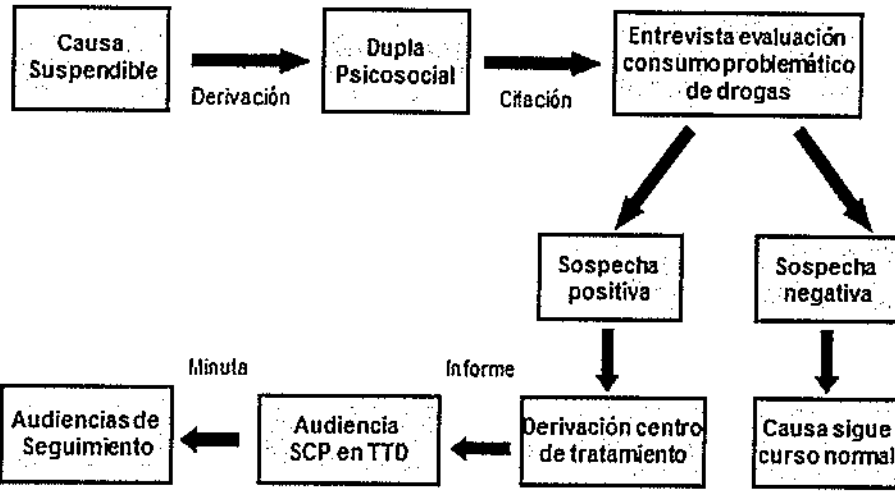 Causa
Suspendible
Derivación
Dupla
Psicosocial
Citación
Entrevista evaluación
consumo problemático
de drogas
Sospecha
positiva
Sospecha
negativa
Derivación centro
de tratamiento
Causa sigue
curso normal
Informe
Audiencia
SCP en TTD
Minuta
Audiencias de
Seguimiento